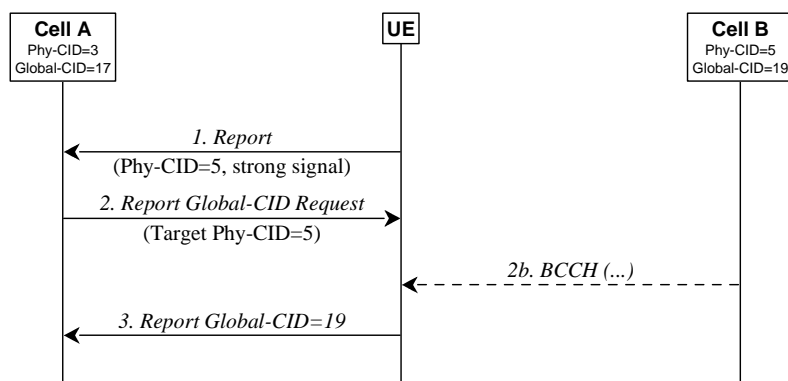 Cell A
Phy-CID=3
Global-CID=17
UE
Cell B
Phy-CID=5
Global-CID=19
1. Report
(Phy-CID=5, strong signal)
2. Report Global-CID Request
(Target Phy-CID=5)
2b. BCCH (...)
3. Report Global-CID=19